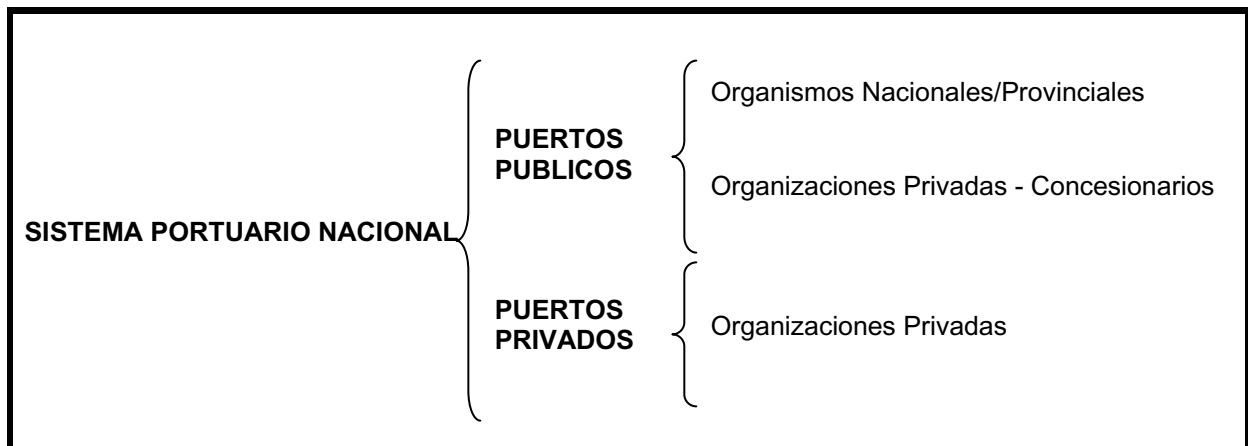 Organismos Nacionales/Provinciales
PUERTOS
PUBLICOS
Organizaciones Privadas - Concesionarios
SISTEMA PORTUARIO NACIONAL
PUERTOS
PRIVADOS
Organizaciones Privadas